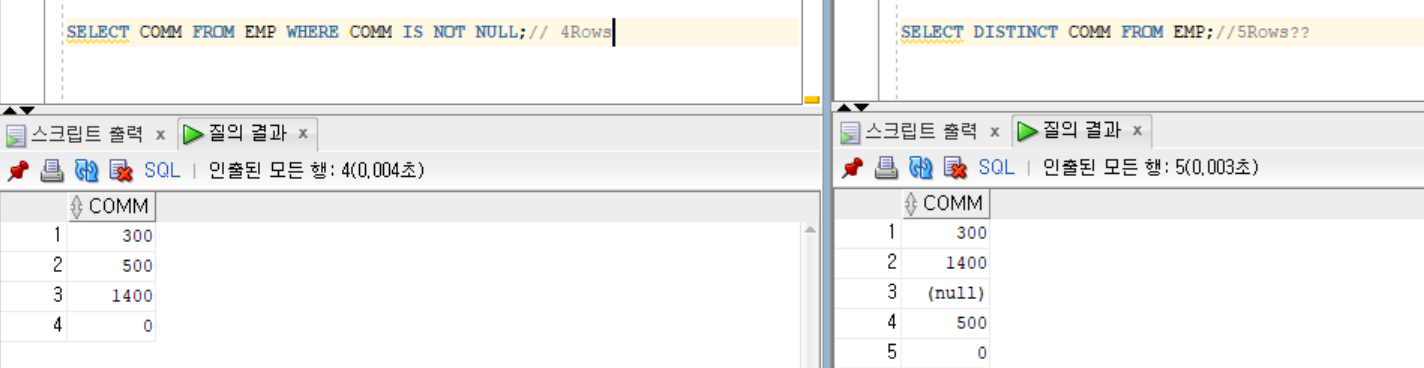 SELECT COMM FROM EMP WHERE COMM IS NOT NULL;// 4Rows
스크립트 출력 x 질의 결과 x
SQL | 인출된 모든 행: 4(0,004초)
COMM
1 300
2 500
3 1400
4 0
SELECT DISTINCT COMM FROM EMP;//5Rows??
스크립트 출력 x 질의 결과 x
SQL | 인출된 모든 행: 5(0,003초)
COMM
1 300
2 1400
3 (null)
4 500
5 0